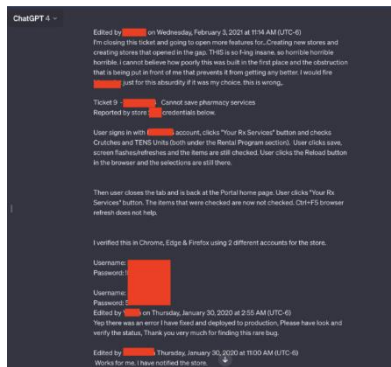 ChatGPT 4
Edited by on Wednesday, February 3, 2021 at 11:14 AM (UTC-6)
I'm closing this ticket and going to open more features for...Creating new stores and
creating stores that opened in the gap. THIS is so f-ing insane. so horrible horrible
horrible. i cannot believe how poorly this was built in the first place and the obstruction
that is being put in front of me that prevents it from getting any better. I would fire
just for this absurdity if it was my choice. this is wrong,.
Ticket 9 - Cannot save pharmacy services
Reported by store credentials below.
User signs in with account, clicks "Your Rx Services" button and checks
Crutches and TENS Units (both under the Rental Program section). User clicks save,
screen flashes/refreshes and the items are still checked. User clicks the Reload button
in the browser and the selections are still there.
Then user closes the tab and is back at the Portal home page. User clicks "Your Rx
Services" button. The items that were checked are now not checked. Ctrl+F5 browser
refresh does not help.
I verified this in Chrome, Edge & Firefox using 2 different accounts for the store.
Username:
Password:
Username:
Password:
Edited by on Thursday, January 30, 2020 at 2:55 AM (UTC-6)
Yep there was an error I have fixed and deployed to production, Please have look and
verify the status, Thank you very much for finding this rare bug.
Edited by Thursday, January 30, 2020 at 11:00 AM (UTC-6)
Works for me. I have notified the store.